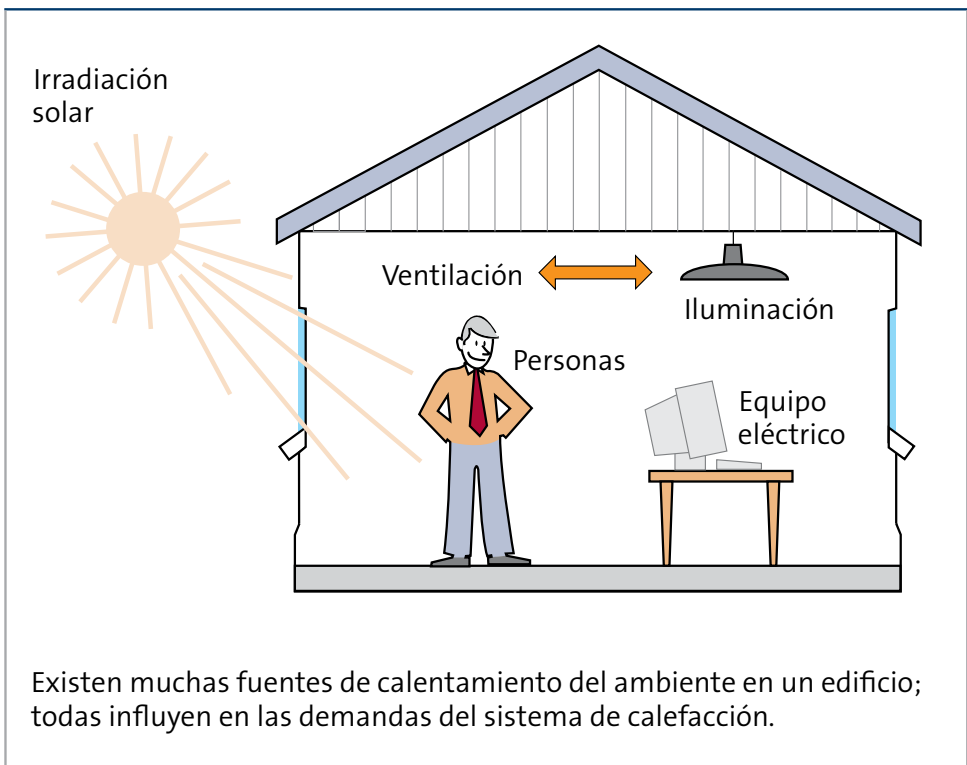 Irradiación
solar
Ventilación
Iluminación
Personas
Equipo
eléctrico
Existen muchas fuentes de calentamiento del ambiente en un edificio;
todas influyen en las demandas del sistema de calefacción.